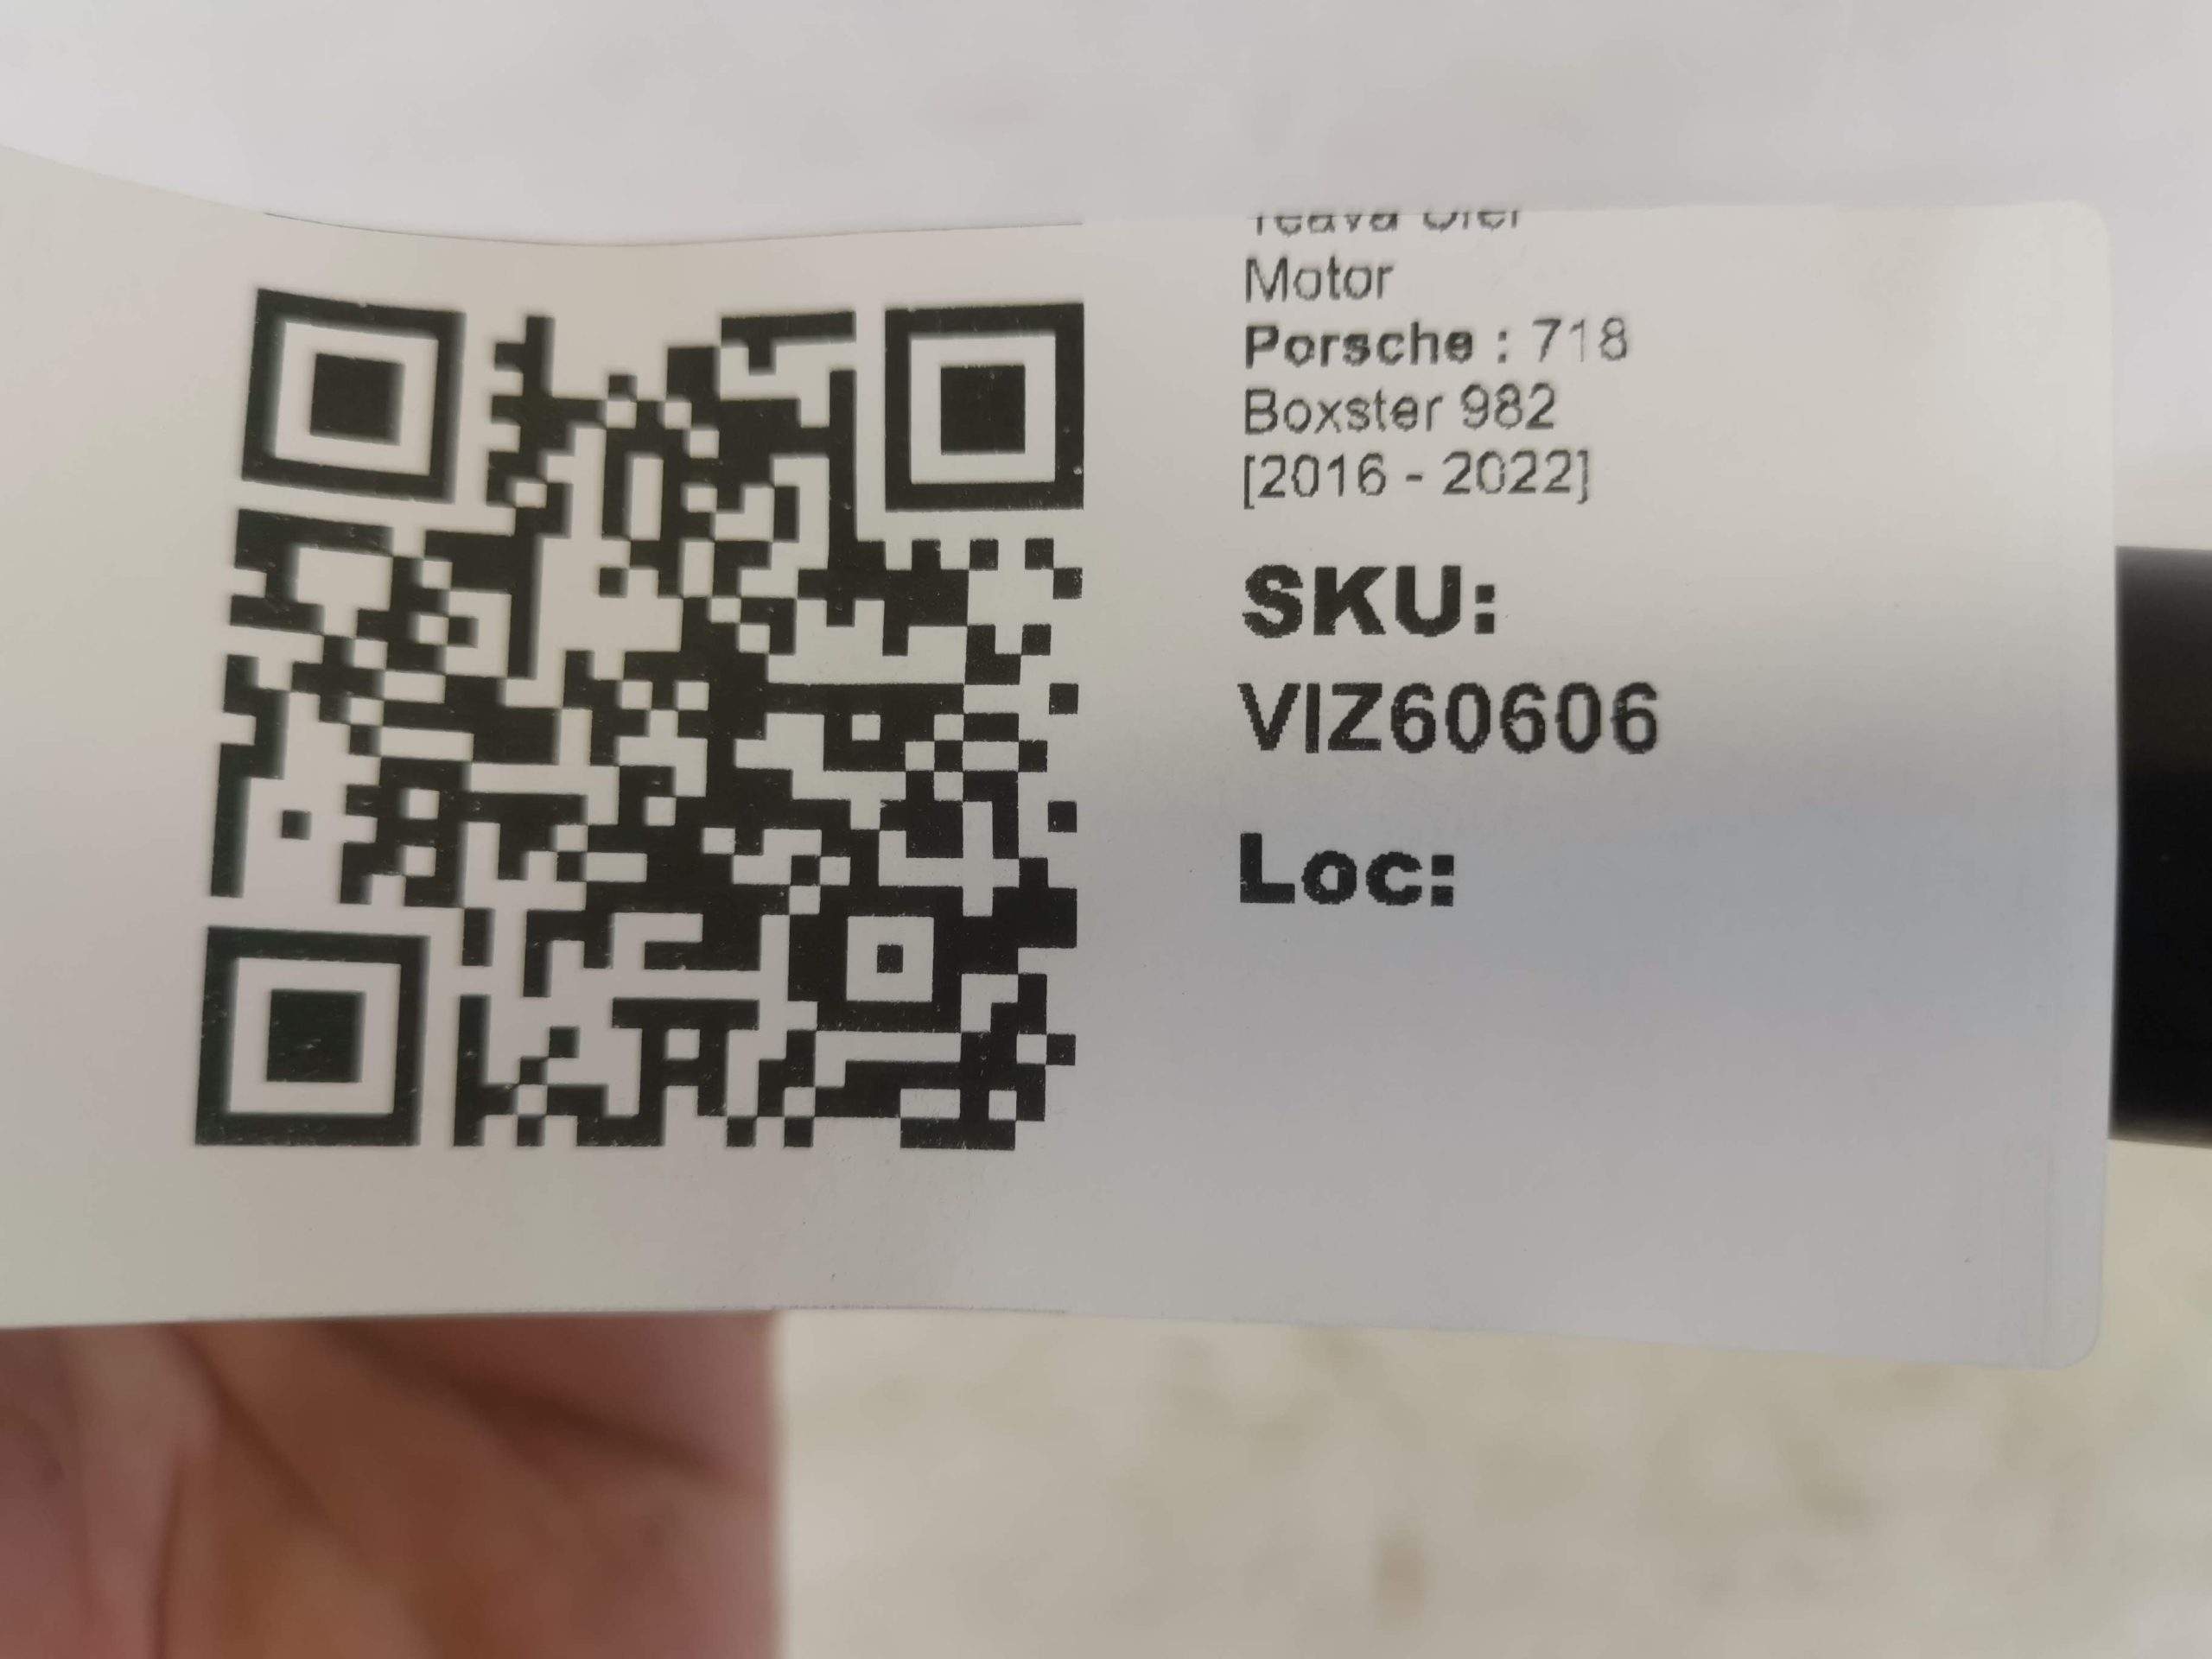 Motor
Porsche : 718
Boxster 982
[2016 - 2022]
SKU:
VIZ60606
Loc: